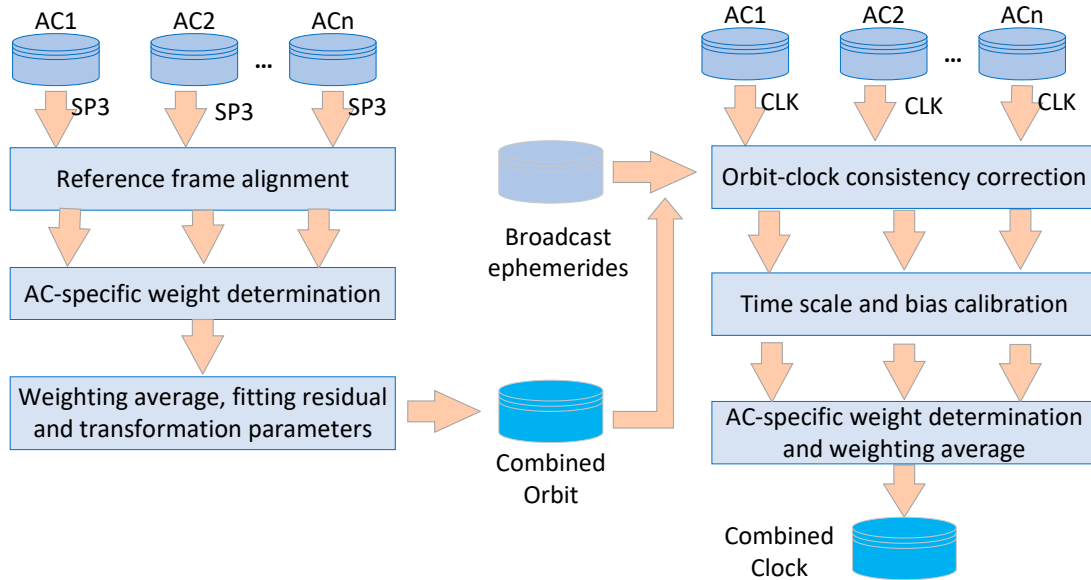 AC1
AC2
ACn
...
SP3
SP3
SP3
Reference frame alignment
AC-specific weight determination
Weighting average, fitting residual
and transformation parameters
Broadcast
ephemerides
Combined
Orbit
AC1
AC2
ACn
...
CLK
CLK
CLK
Orbit-clock consistency correction
Time scale and bias calibration
AC-specific weight determination
and weighting average
Combined
Clock